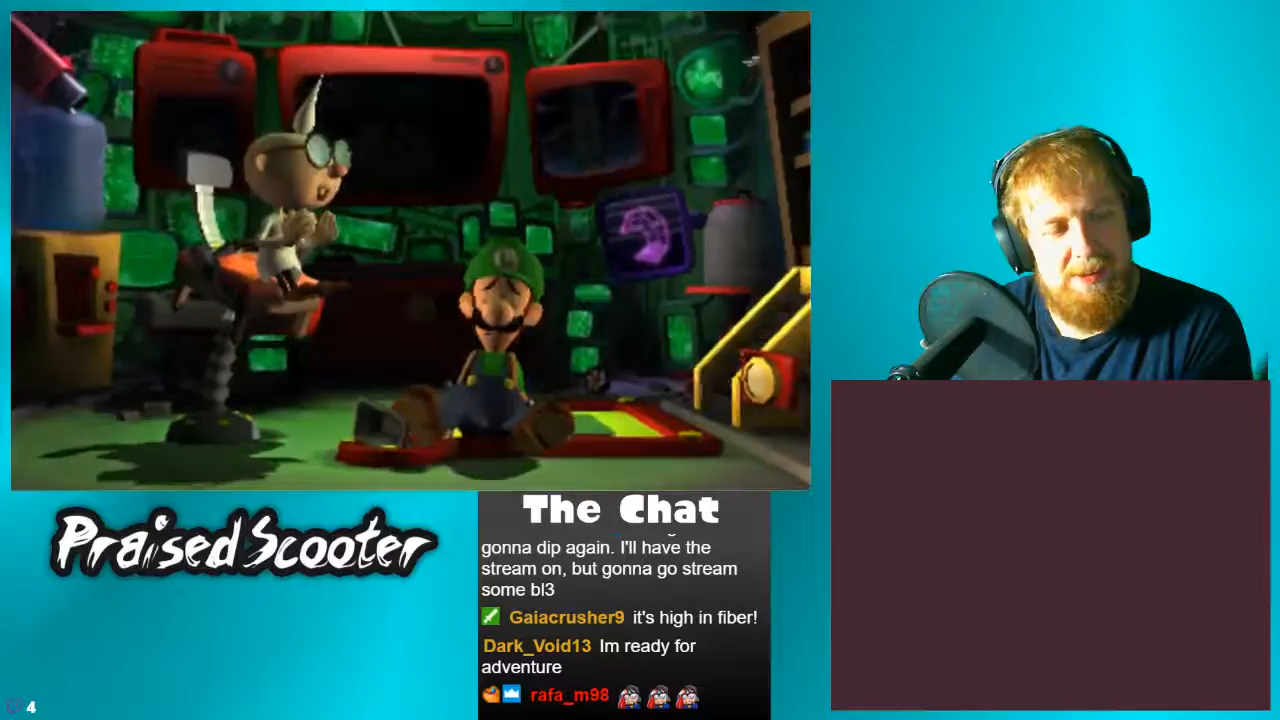 Praised Scooter
The Chat
gonna dip again. I'll have the
stream on, but gonna go stream
some bl3
Gaiacrusher9 it's high in fiber!
Dark_Void13 Im ready for
adventure
rafa_m98
4